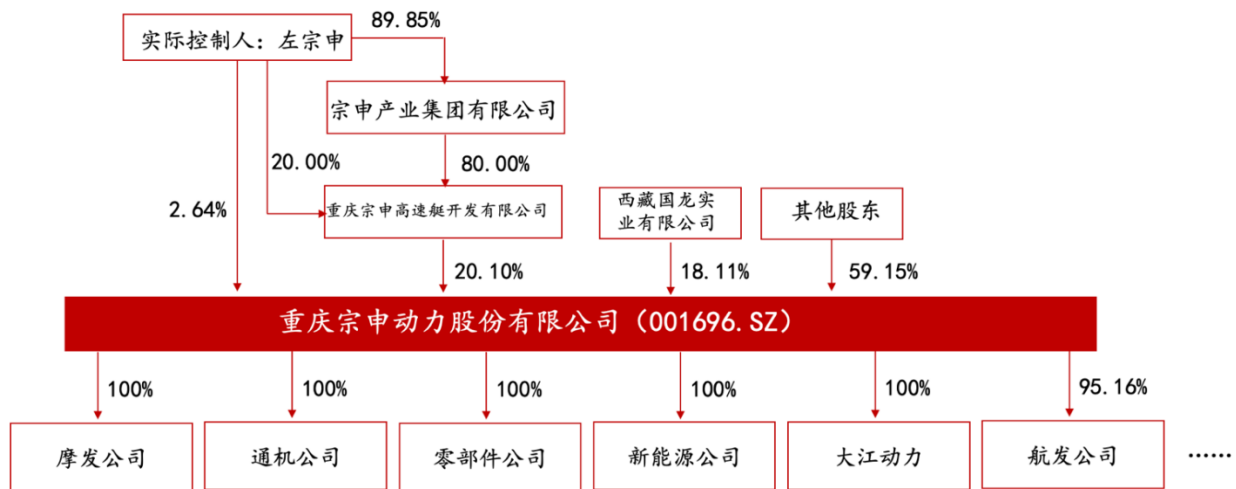 89.85%
实际控制人：左宗申
宗申产业集团有限公司
20.00%
80.00%
2.64%
重庆宗申高速艇开发有限公司
西藏国龙实
业有限公司
其他股东
20.10%
18.11%
59.15%
重庆宗申动力股份有限公司（001696.SZ）
100%
100%
100%
100%
100%
95.16%
摩发公司
通机公司
零部件公司
新能源公司
大江动力
航发公司
……